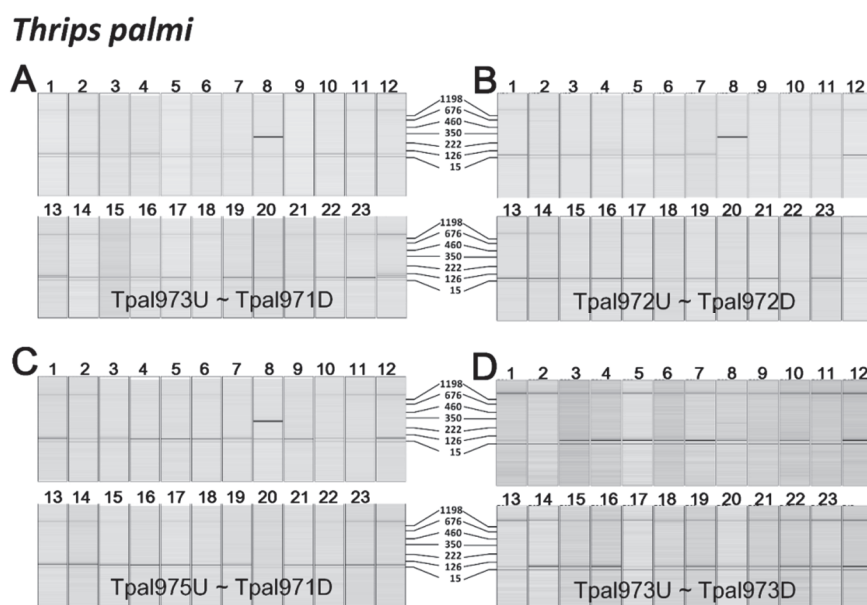 Thrips palmi
A
1 2 3 4 5 6 7 8 9 10 11 12
1198
676
460
350
222
126
15
B
1 2 3 4 5 6 7 8 9 10 11 12
13 14 15 16 17 18 19 20 21 22 23
1198
676
460
350
222
126
15
13 14 15 16 17 18 19 20 21 22 23
Tpal973U ~ Tpal971D
Tpal972U ~ Tpal972D
C
1 2 3 4 5 6 7 8 9 10 11 12
1198
676
460
350
222
126
15
D
1 2 3 4 5 6 7 8 9 10 11 12
13 14 15 16 17 18 19 20 21 22 23
1198
676
460
350
222
126
15
13 14 15 16 17 18 19 20 21 22 23
Tpal975U ~ Tpal971D
Tpal973U ~ Tpal973D